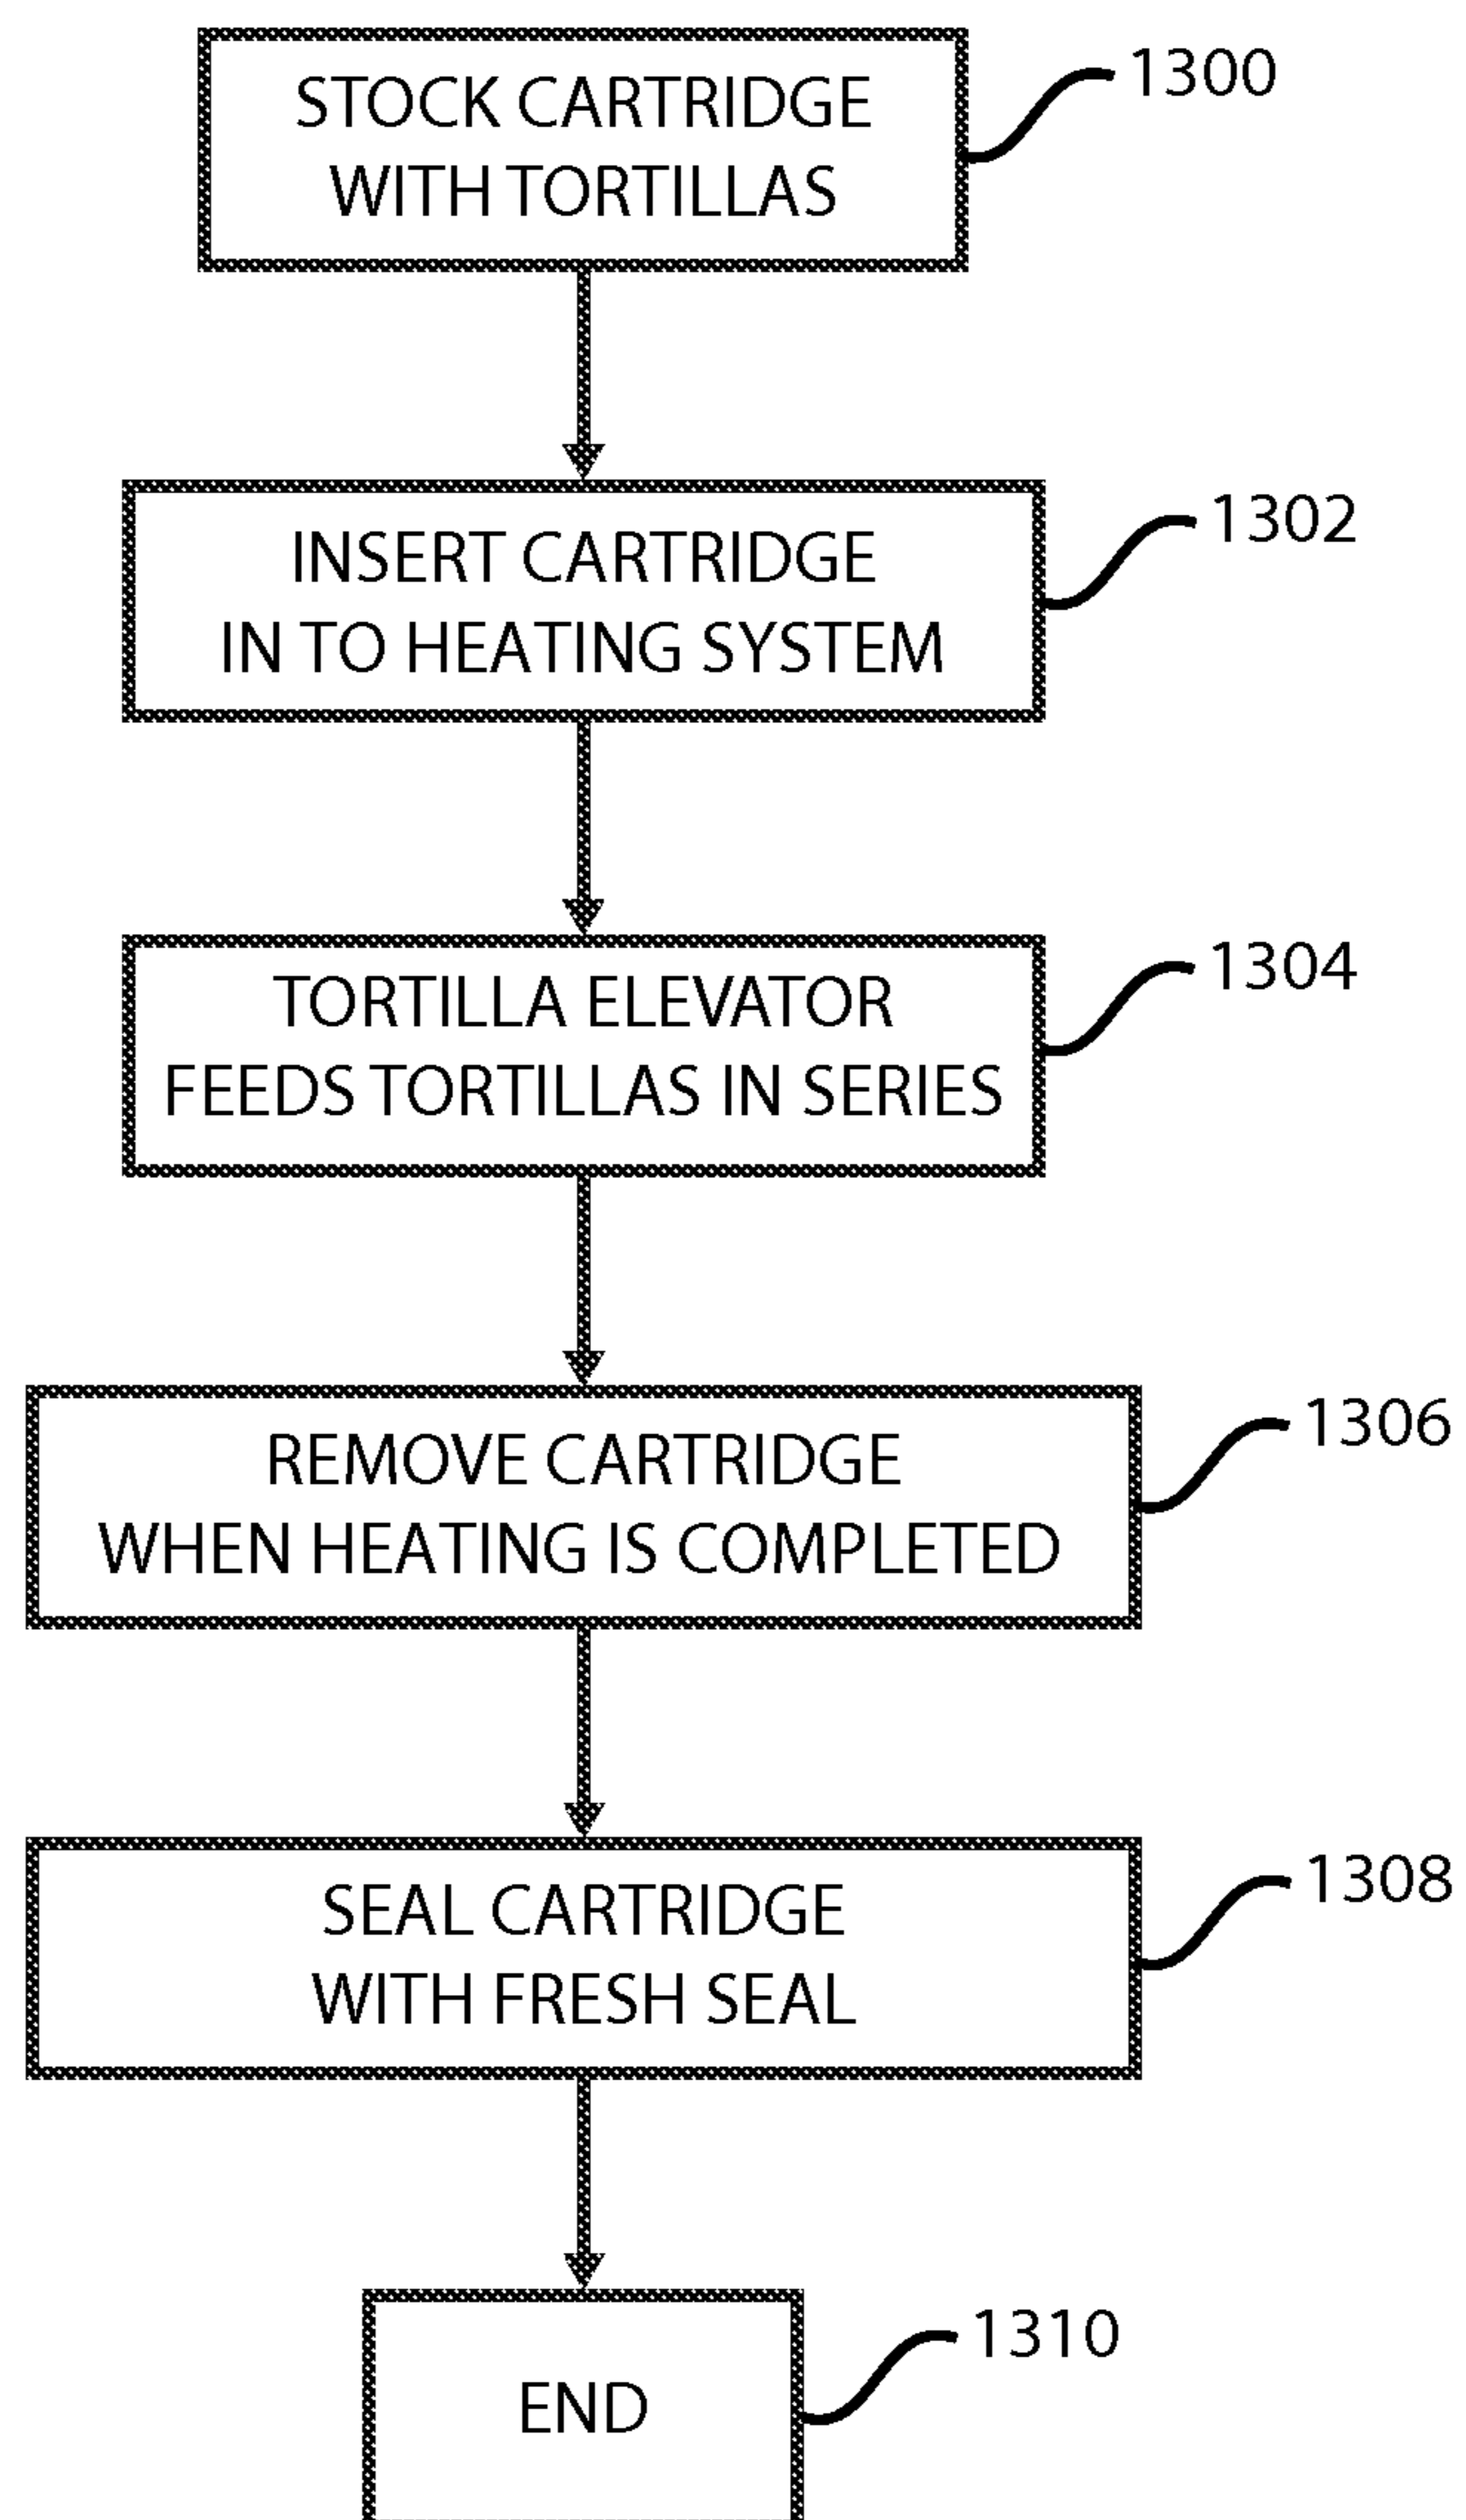 STOCK CARTRIDGE
WITH TORTILLAS
1300
INSERT CARTRIDGE
IN TO HEATING SYSTEM
1302
TORTILLA ELEVATOR
FEEDS TORTILLAS IN SERIES
1304
REMOVE CARTRIDGE
WHEN HEATING IS COMPLETED
1306
SEAL CARTRIDGE
WITH FRESH SEAL
1308
END
1310